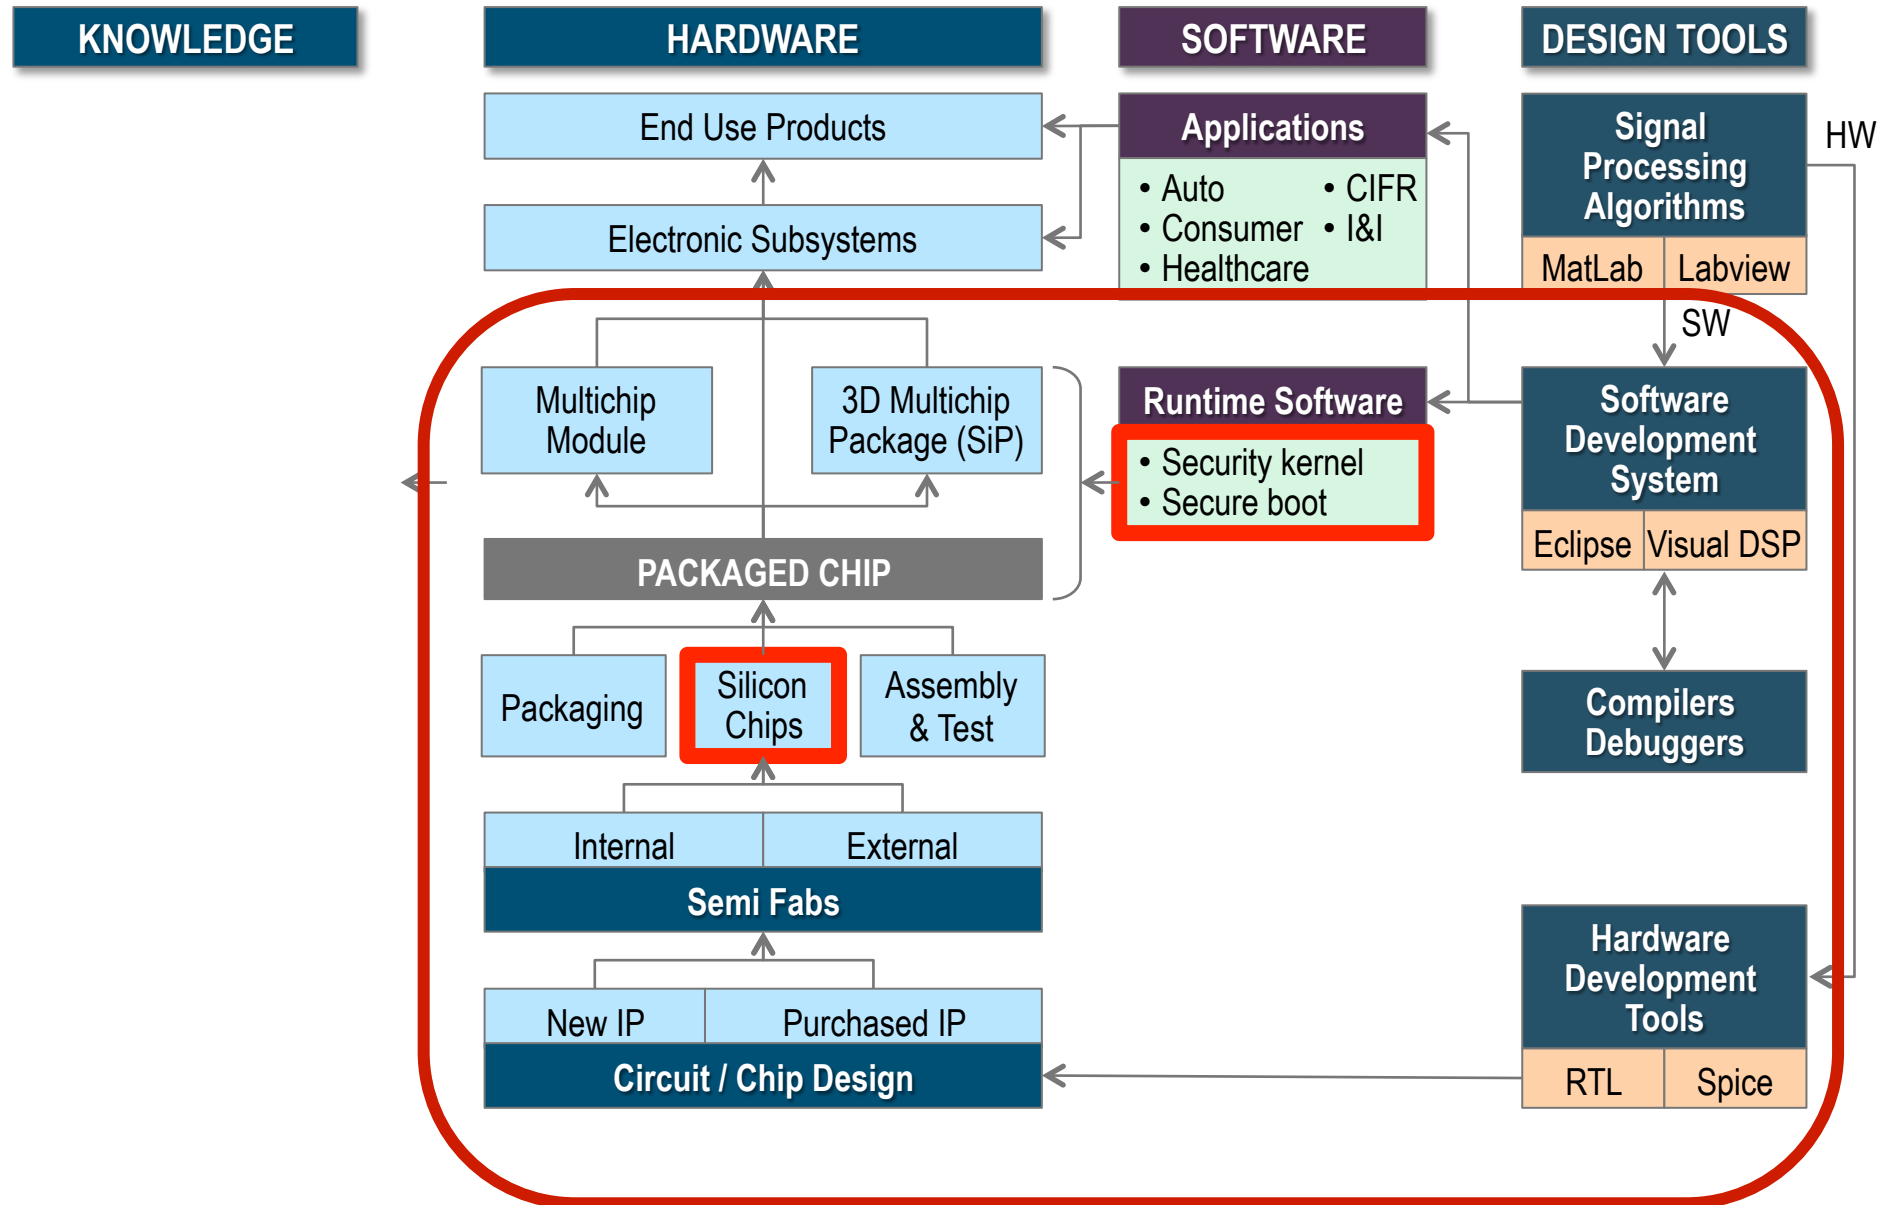 KNOWLEDGE
HARDWARE
SOFTWARE
DESIGN TOOLS
End Use Products
Electronic Subsystems
Applications
• Auto
• Consumer
• Healthcare
• CIFR
• I&I
Signal
Processing
Algorithms
MatLab
Labview
HW
SW
Multichip
Module
3D Multichip
Package (SiP)
Runtime Software
• Security kernel
• Secure boot
Software
Development
System
Eclipse
Visual DSP
PACKAGED CHIP
Packaging
Silicon
Chips
Assembly
& Test
Compilers
Debuggers
Internal
External
Semi Fabs
New IP
Purchased IP
Circuit / Chip Design
Hardware
Development
Tools
RTL
Spice